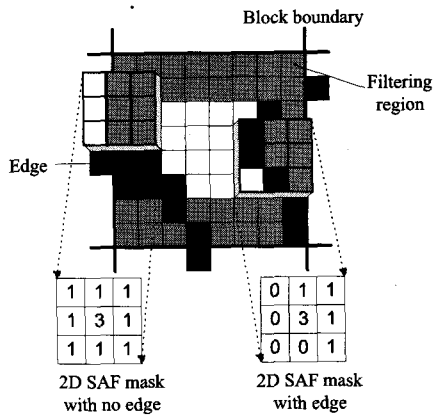 Block boundary
Filtering
region
Edge
1 1 1
1 3 1
1 1 1
0 1 1
0 3 1
0 0 1
2D SAF mask
with no edge
2D SAF mask
with edge